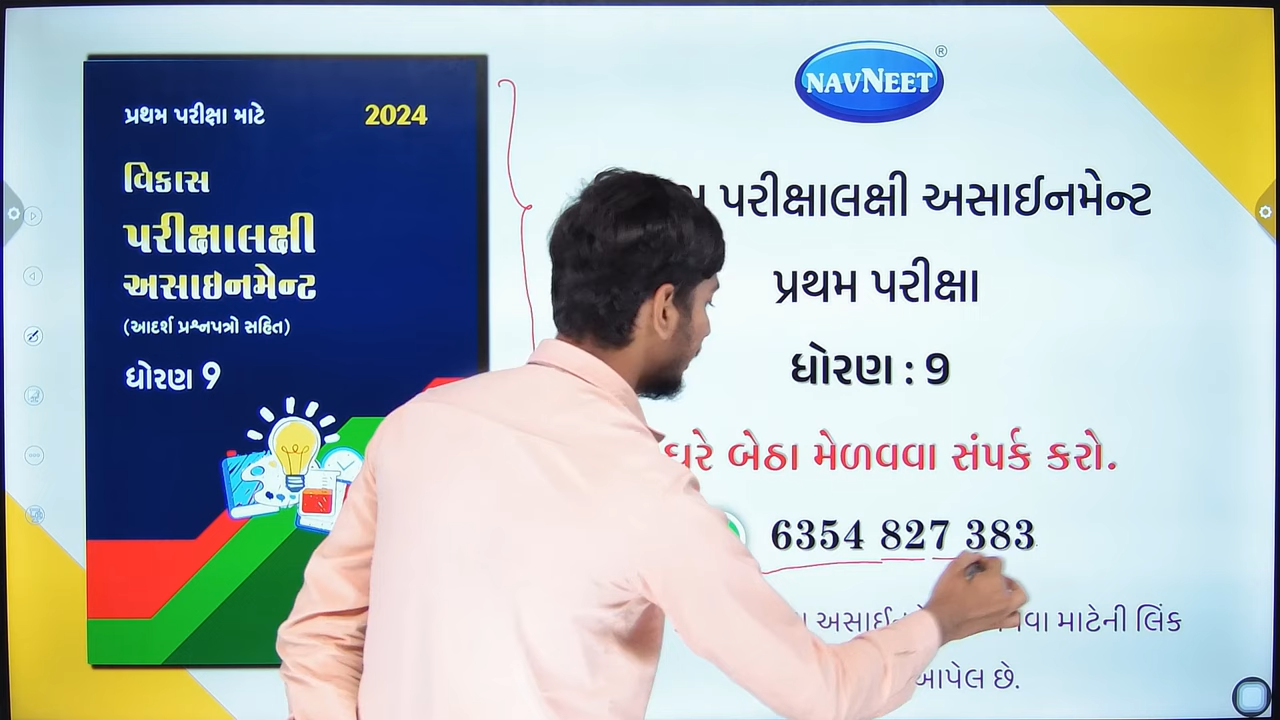 પ્રથમ પરીક્ષા માટે
2024
વિકાસ
પરીક્ષાલક્ષી
અસાઇનમેન્ટ
(આદર્શ પ્રશ્નપત્રો સહિત)
ધોરણ 9
NAVNEET
®
પરીક્ષાલક્ષી અસાઈનમેન્ટ
પ્રથમ પરીક્ષા
ધોરણ : 9
ઘરે બેઠા મેળવવા સંપર્ક કરો.
6354 827 383
માટેની લિંક
આપેલ છે.